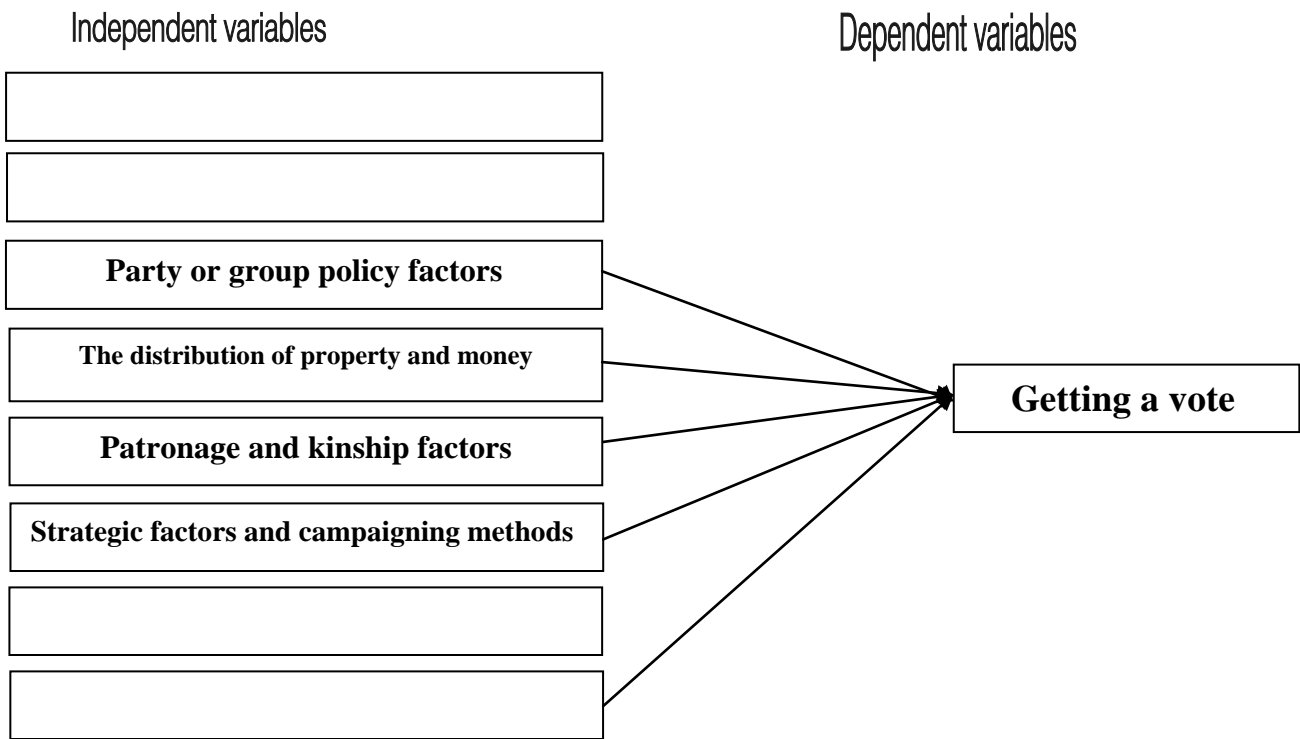 Independent variables
Dependent variables
Party or group policy factors
The distribution of property and money
Patronage and kinship factors
Strategic factors and campaigning methods
Getting a vote